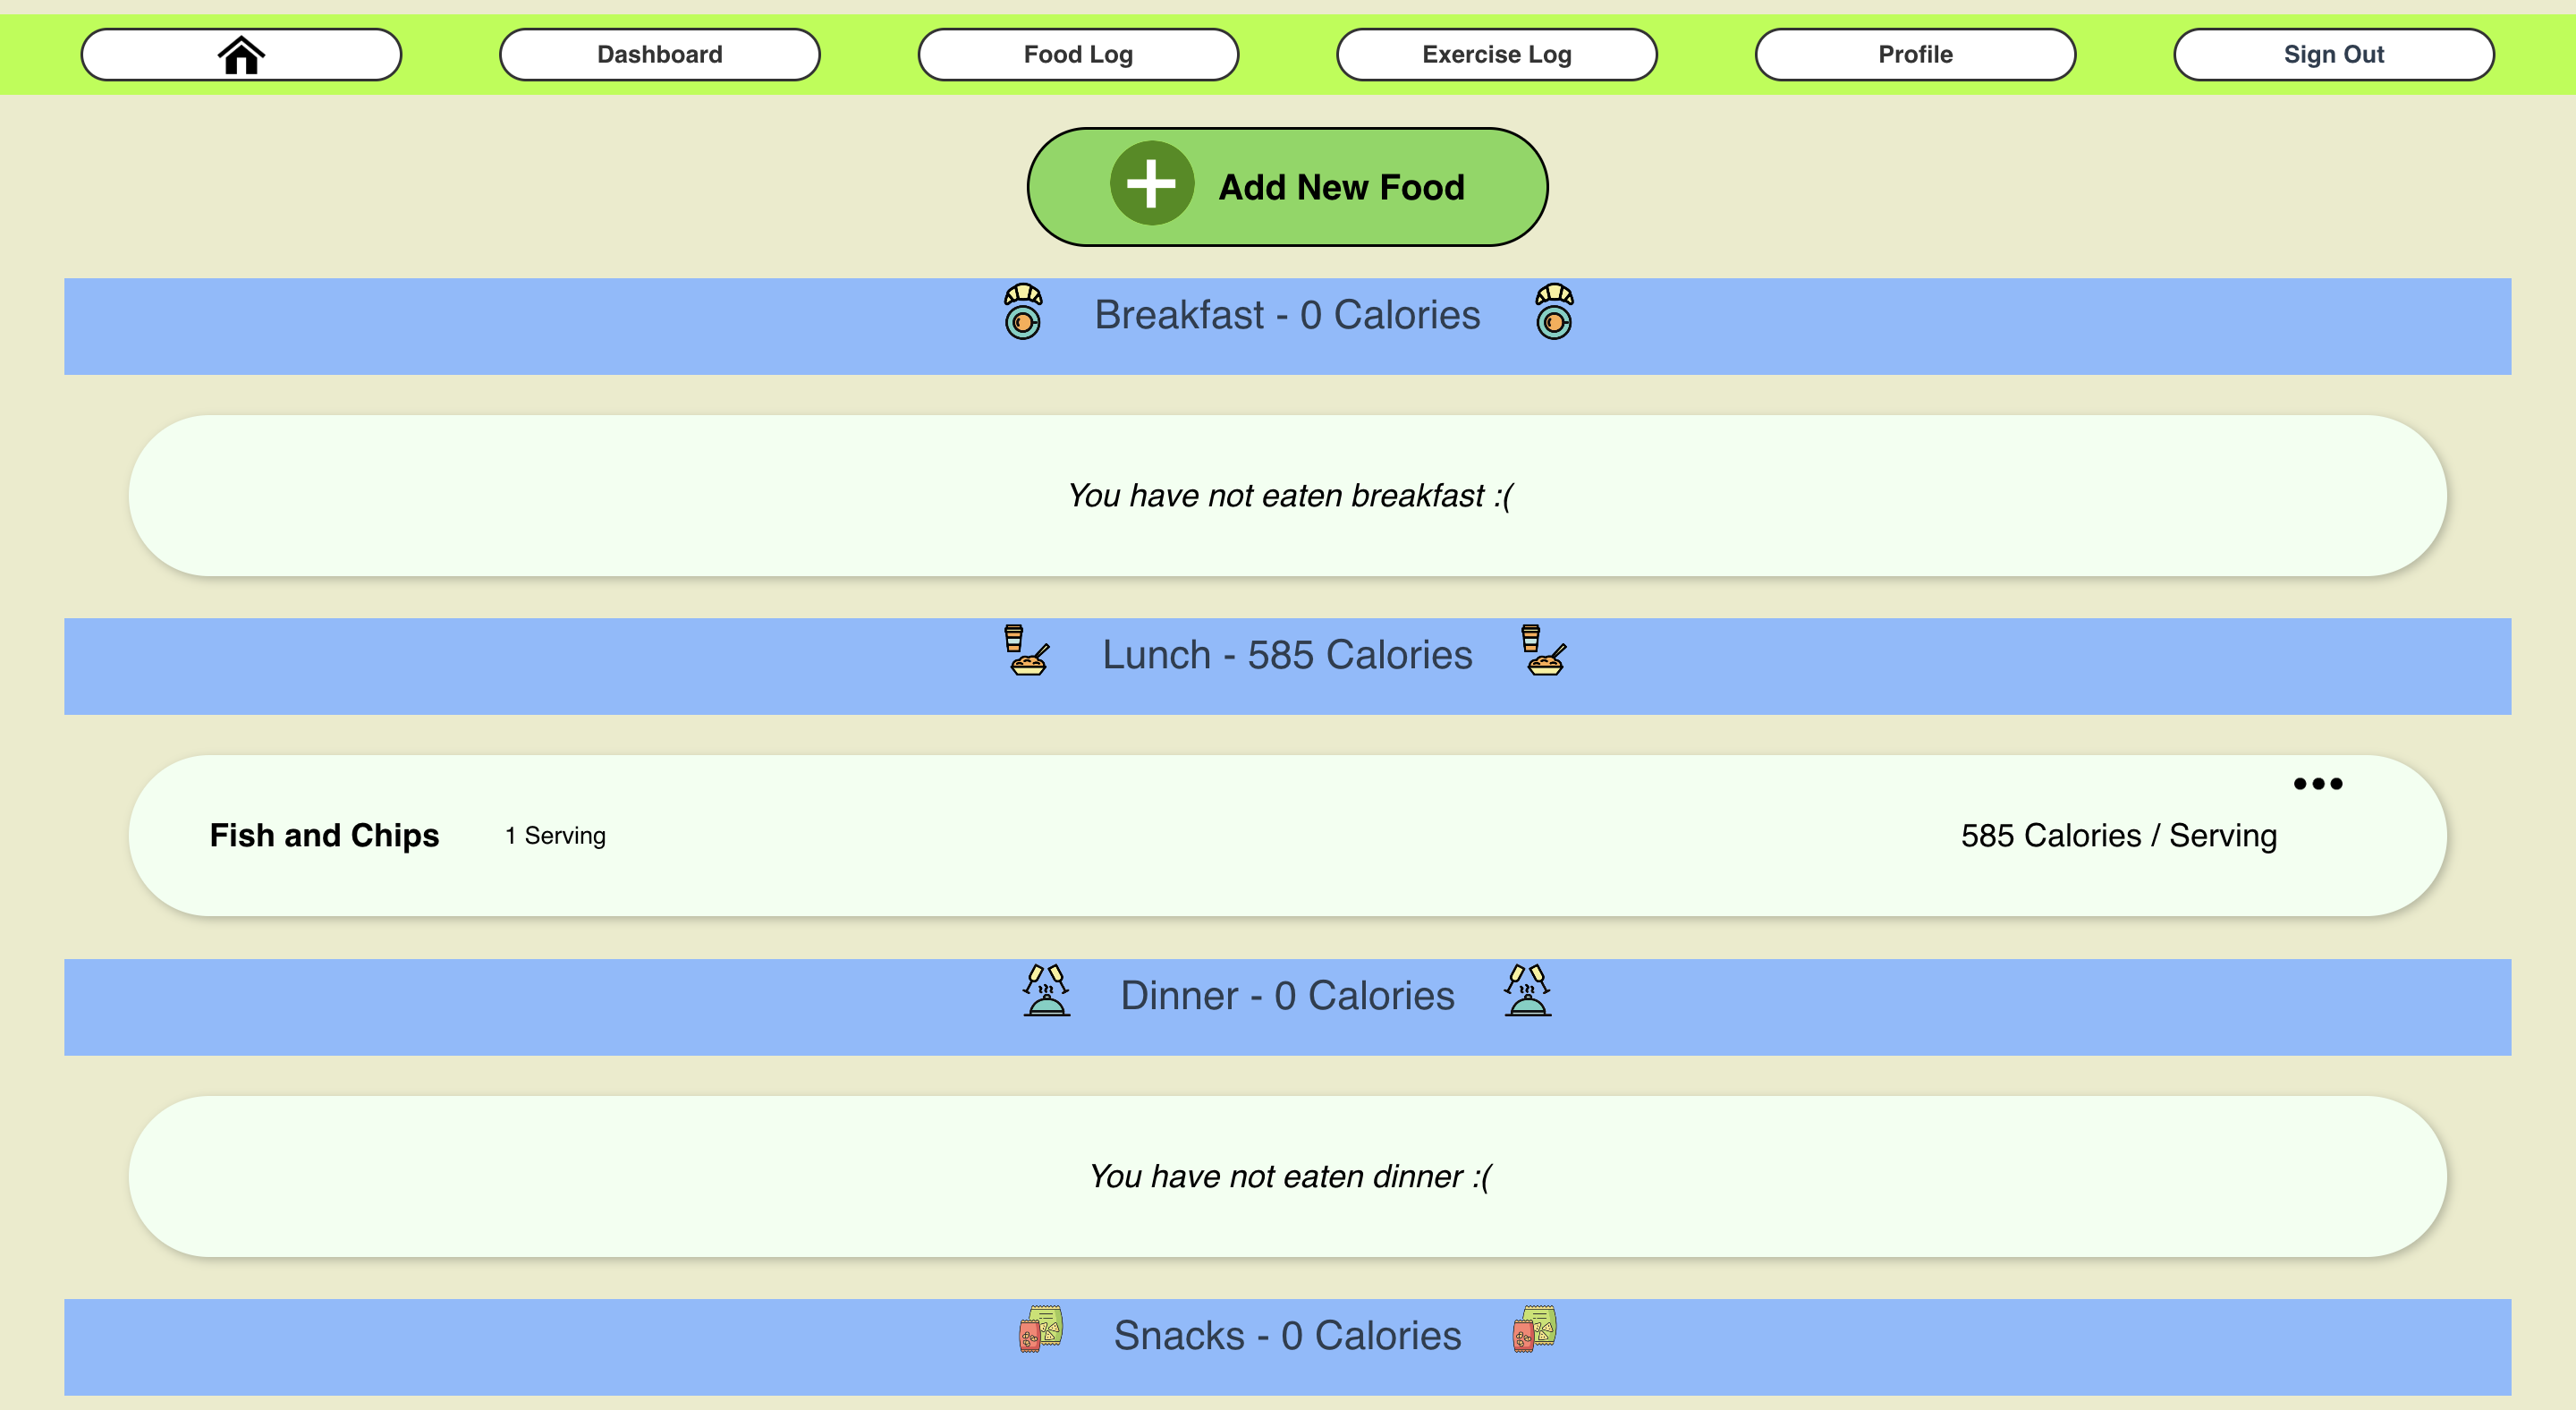 Dashboard
Food Log
Exercise Log
Profile
Sign Out
Add New Food
Breakfast - 0 Calories
You have not eaten breakfast :(
Lunch - 585 Calories
Fish and Chips 1 Serving 585 Calories / Serving
Dinner - 0 Calories
You have not eaten dinner :(
Snacks - 0 Calories